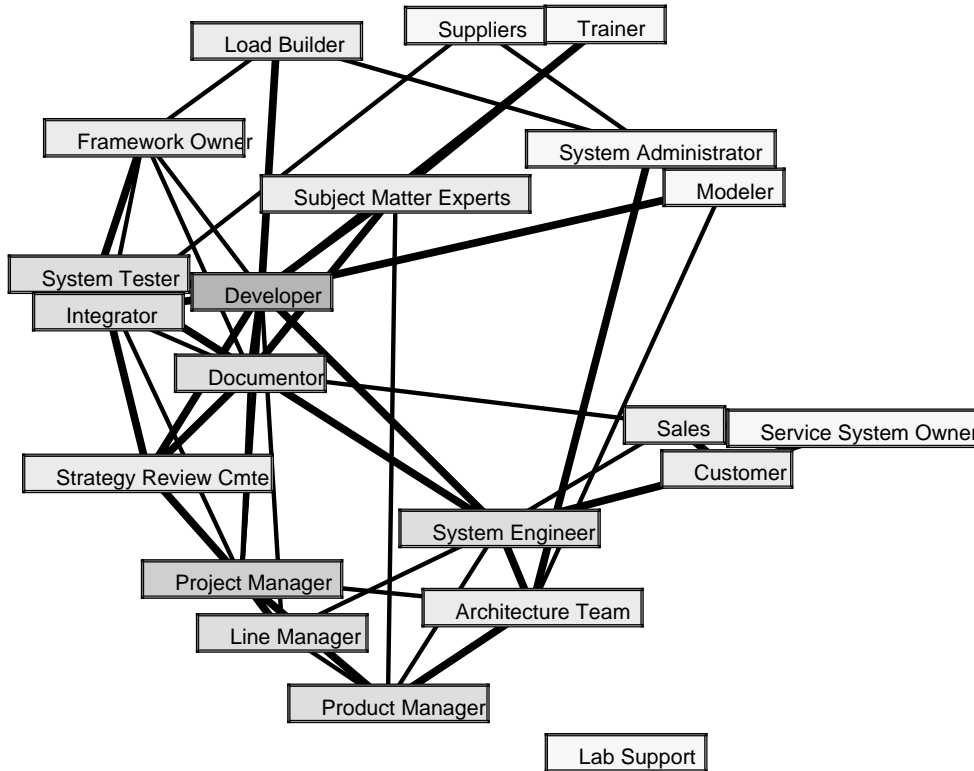 Suppliers
Trainer
Load Builder
Framework Owner
System Administrator
Modeler
Subject Matter Experts
System Tester
Developer
Integrator
Documentor
Sales
Service System Owner
Strategy Review Cmte
Customer
System Engineer
Project Manager
Architecture Team
Line Manager
Product Manager
Lab Support